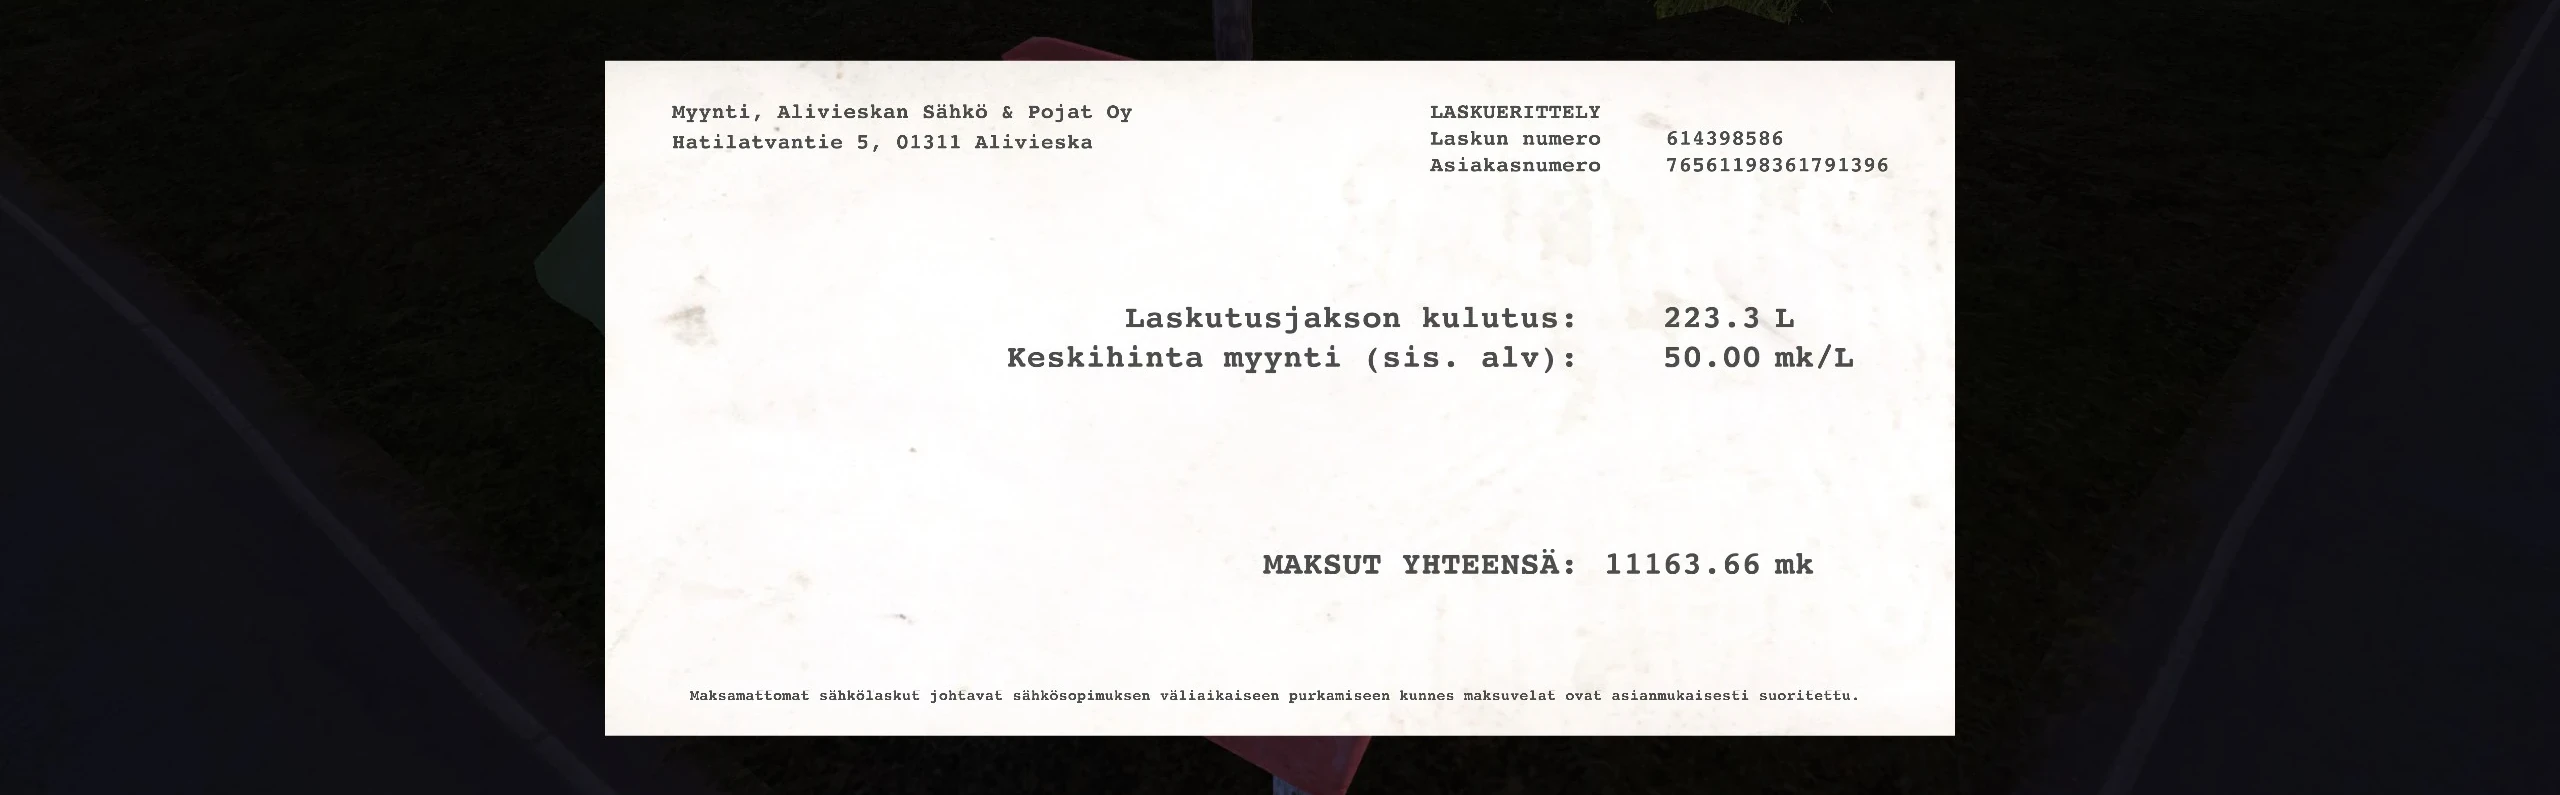 Myynti, Alivieskan Sähkö & Pojat Oy
Hatilatvantie 5, 01311 Alivieska
LASKUERITTELY
Laskun numero 614398586
Asiakasnumero 76561198361791396
Laskutusjakson kulutus: 223.3 L
Keskihinta myynti (sis. alv): 50.00 mk/L
MAKSUT YHTEENSÄ: 11163.66 mk
Maksamattomat sähkölaskut johtavat sähkösopimuksen väliaikaiseen purkamiseen kunnes maksuvelat ovat asianmukaisesti suoritettu.